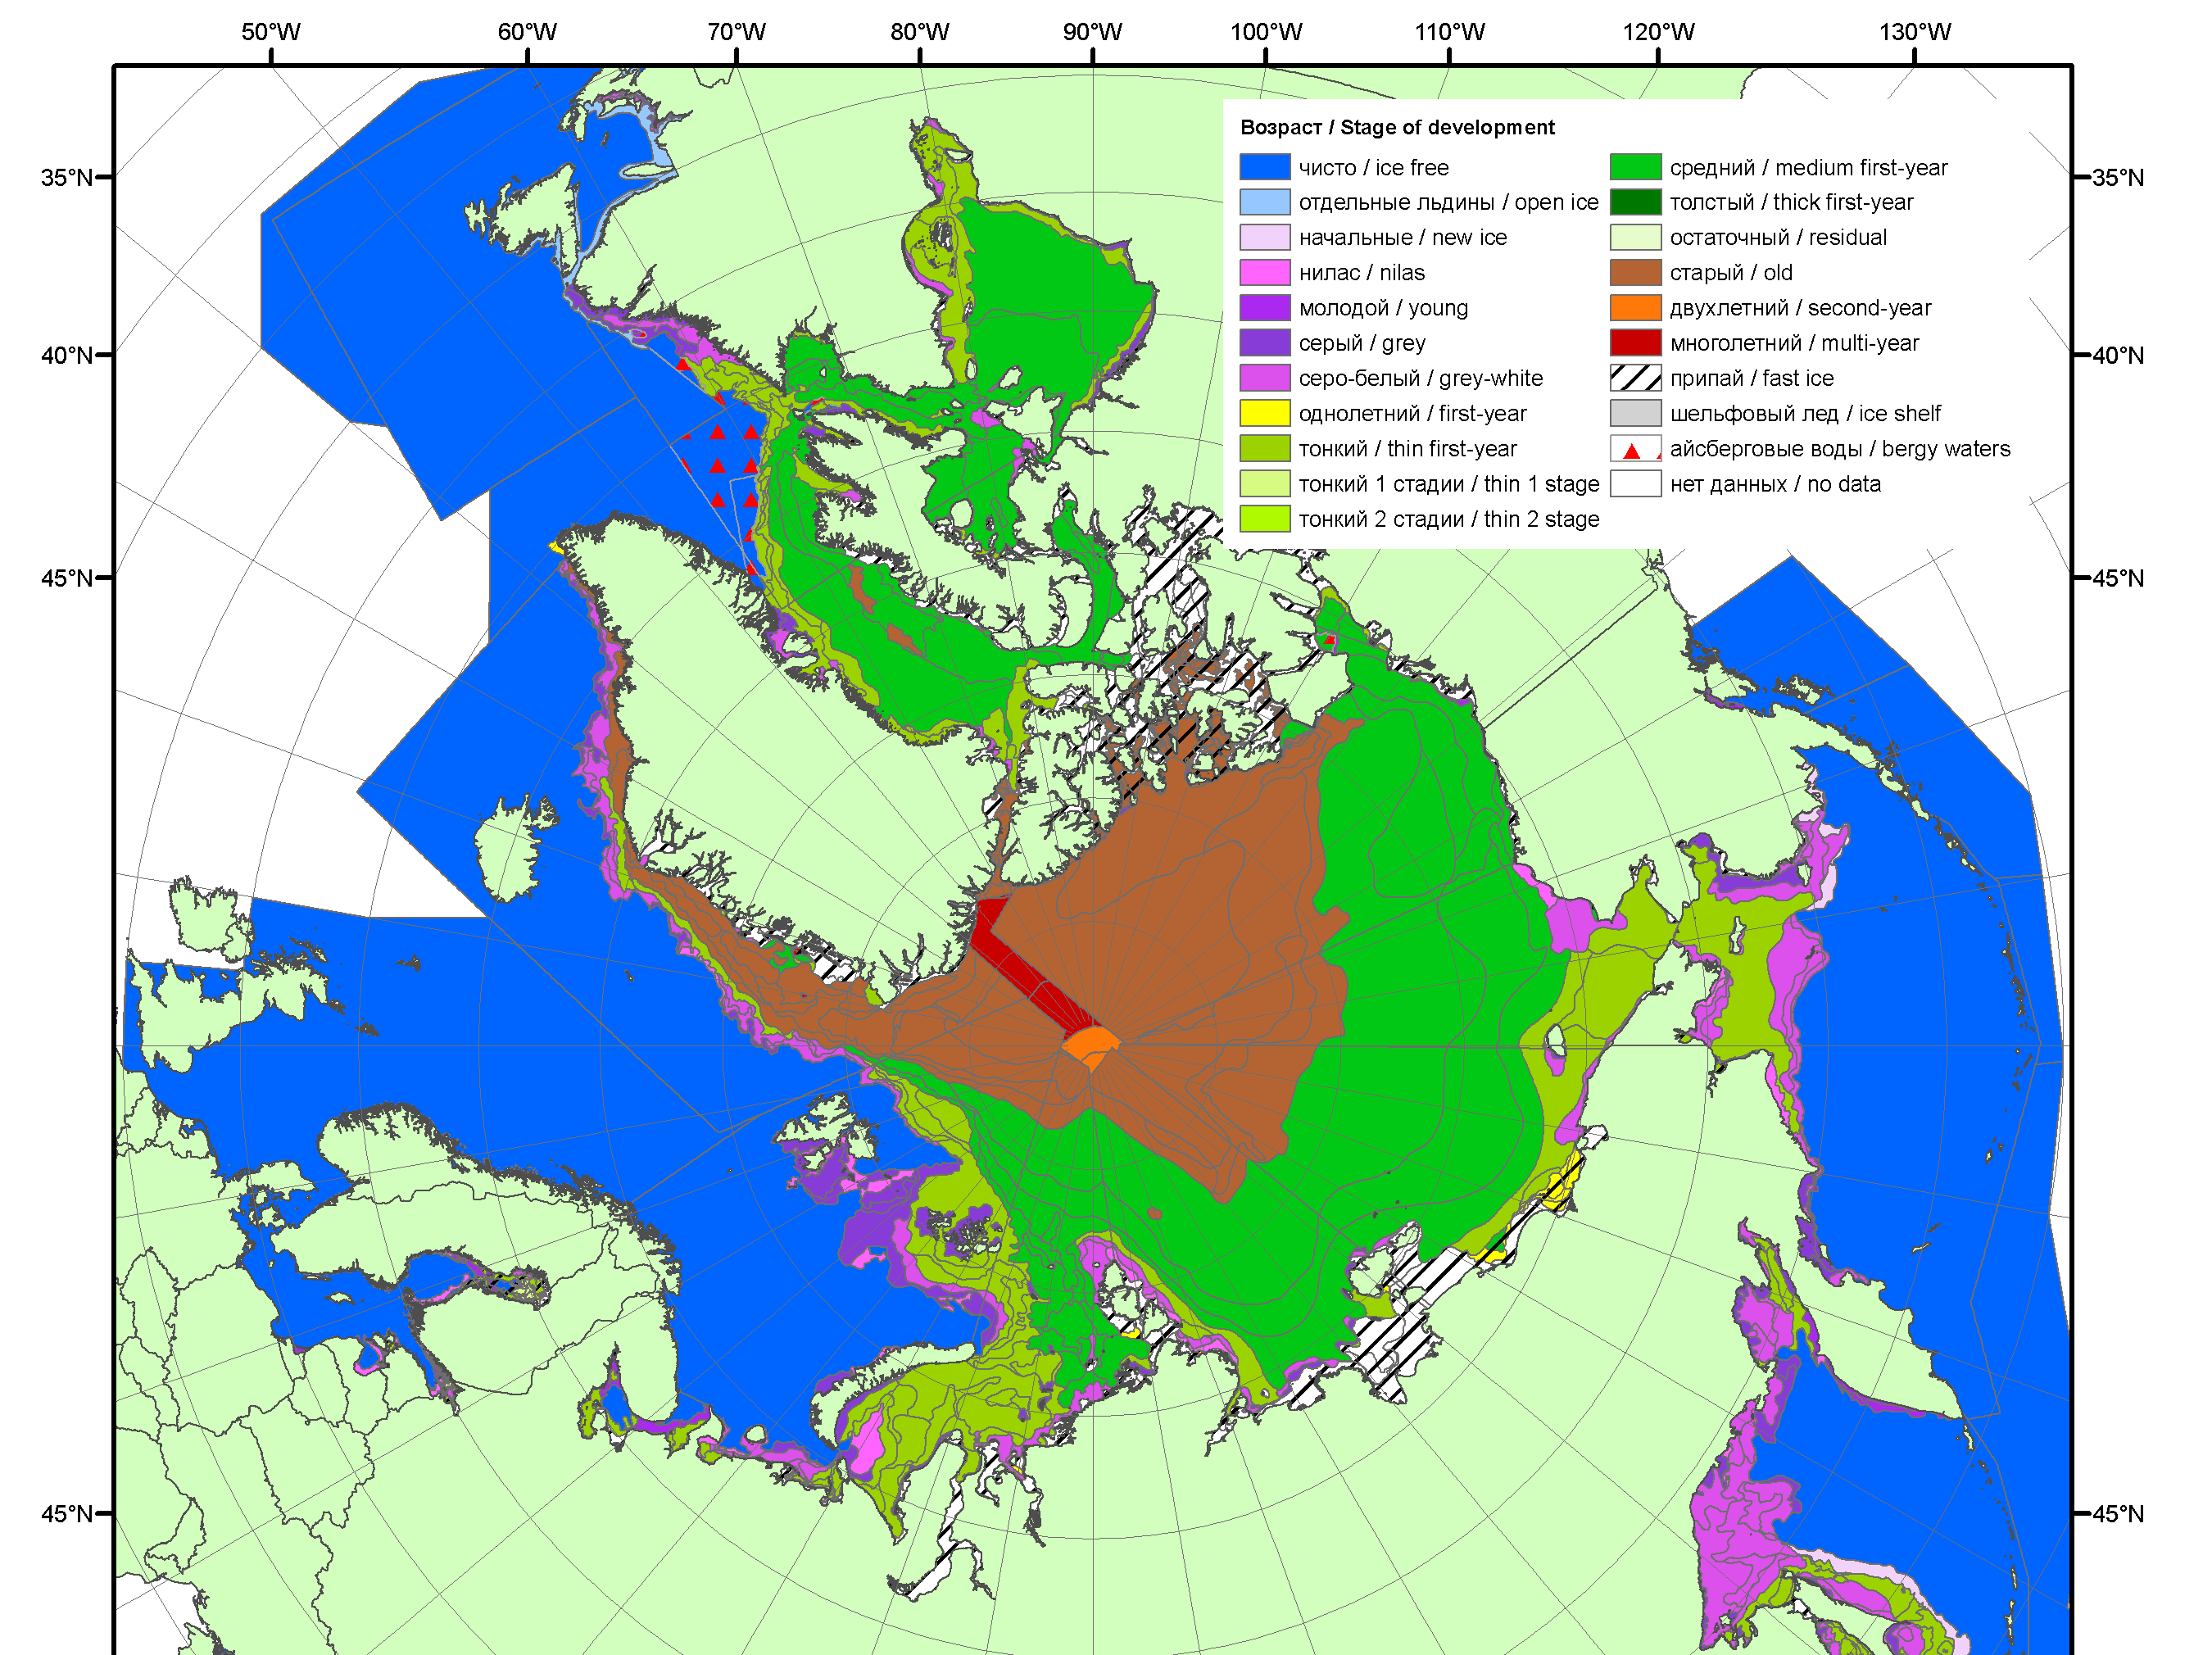 50°W 60°W 70°W 80°W 90°W 100°W 110°W 120°W 130°W
Возраст / Stage of development
чисто / ice free
отдельные льдины / open ice
начальные / new ice
нилас / nilas
молодой / young
серый / grey
серо-белый / grey-white
однолетний / first-year
тонкий / thin first-year
тонкий 1 стадии / thin 1 stage
тонкий 2 стадии / thin 2 stage
средний / medium first-year
толстый / thick first-year
остаточный / residual
старый / old
двухлетний / second-year
многолетний / multi-year
припай / fast ice
шельфовый лед / ice shelf
айсберговые воды / bergy waters
нет данных / no data
35°N 35°N
40°N 40°N
45°N 45°N
45°N 45°N